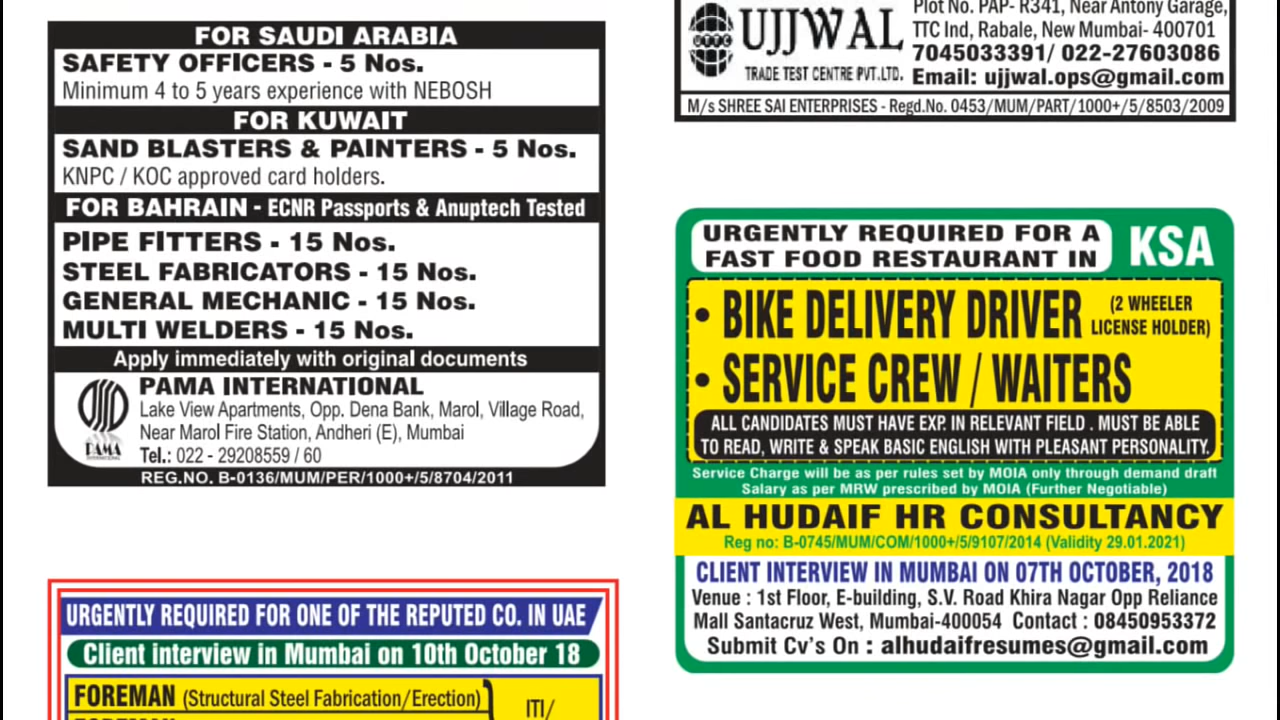 FOR SAUDI ARABIA
SAFETY OFFICERS - 5 Nos.
Minimum 4 to 5 years experience with NEBOSH
FOR KUWAIT
SAND BLASTERS & PAINTERS - 5 Nos.
KNPC / KOC approved card holders.
FOR BAHRAIN - ECNR Passports & Anuptech Tested
PIPE FITTERS - 15 Nos.
STEEL FABRICATORS - 15 Nos.
GENERAL MECHANIC - 15 Nos.
MULTI WELDERS - 15 Nos.
Apply immediately with original documents
PAMA INTERNATIONAL
Lake View Apartments, Opp. Dena Bank, Marol, Village Road,
Near Marol Fire Station, Andheri (E), Mumbai
Tel.: 022 - 29208559 / 60
PAMA
INTERNATIONAL
REG.NO. B-0136/MUM/PER/1000+/5/8704/2011
URGENTLY REQUIRED FOR ONE OF THE REPUTED CO. IN UAE
Client interview in Mumbai on 10th October 18
FOREMAN (Structural Steel Fabrication/Erection)
ITI/
UTTC
UJJWAL
TRADE TEST CENTRE PVT.LTD.
Plot No. PAP- R341, Near Antony Garage,
TTC Ind, Rabale, New Mumbai- 400701
7045033391/ 022-27603086
Email: ujjwal.ops@gmail.com
M/s SHREE SAI ENTERPRISES - Regd.No. 0453/MUM/PART/1000+/5/8503/2009
URGENTLY REQUIRED FOR A
FAST FOOD RESTAURANT IN
KSA
• BIKE DELIVERY DRIVER (2 WHEELER
LICENSE HOLDER)
• SERVICE CREW / WAITERS
ALL CANDIDATES MUST HAVE EXP. IN RELEVANT FIELD . MUST BE ABLE
TO READ, WRITE & SPEAK BASIC ENGLISH WITH PLEASANT PERSONALITY.
Service Charge will be as per rules set by MOIA only through demand draft
Salary as per MRW prescribed by MOIA (Further Negotiable)
AL HUDAIF HR CONSULTANCY
Reg no: B-0745/MUM/COM/1000+/5/9107/2014 (Validity 29.01.2021)
CLIENT INTERVIEW IN MUMBAI ON 07TH OCTOBER, 2018
Venue : 1st Floor, E-building, S.V. Road Khira Nagar Opp Reliance
Mall Santacruz West, Mumbai-400054 Contact : 08450953372
Submit Cv's On : alhudaifresumes@gmail.com